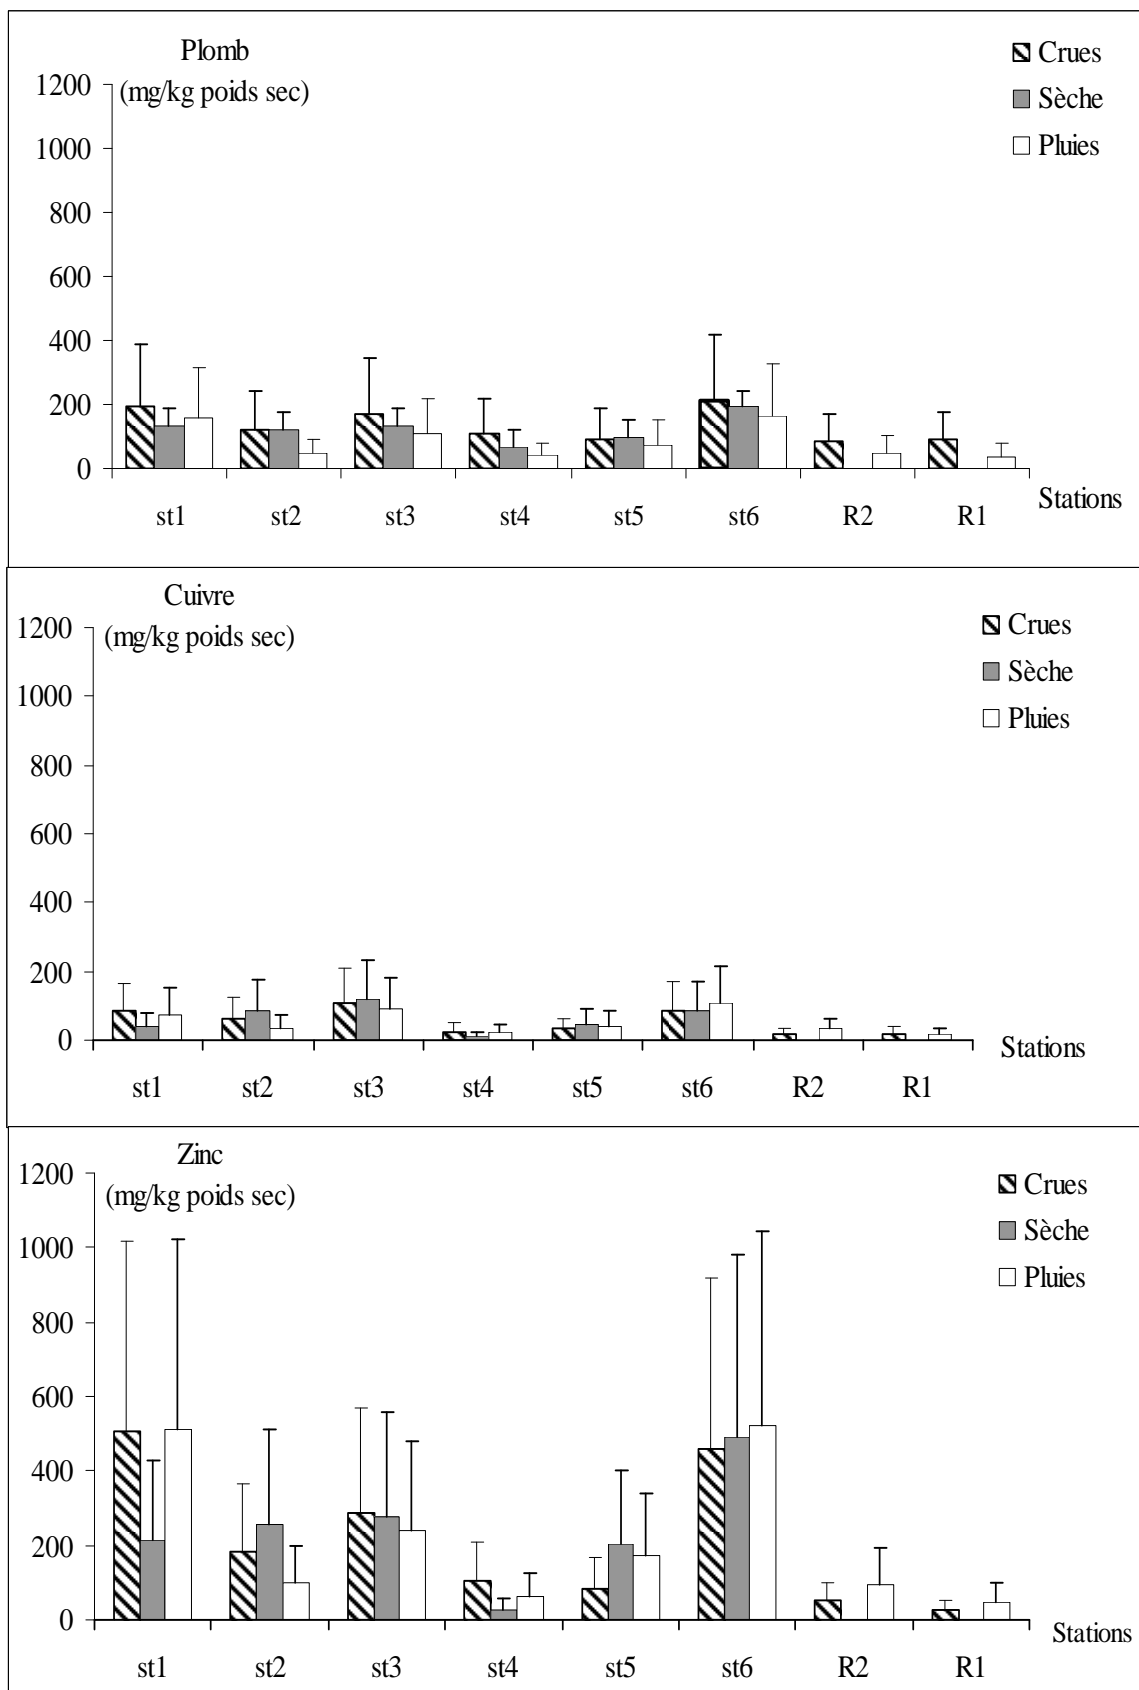 Plomb
(mg/kg poids sec)
Crues
Sèche
Pluies
1200
1000
800
600
400
200
0
st1 st2 st3 st4 st5 st6 R2 R1
Stations
Cuivre
(mg/kg poids sec)
Crues
Sèche
Pluies
1200
1000
800
600
400
200
0
st1 st2 st3 st4 st5 st6 R2 R1
Stations
Zinc
(mg/kg poids sec)
Crues
Sèche
Pluies
1200
1000
800
600
400
200
0
st1 st2 st3 st4 st5 st6 R2 R1
Stations